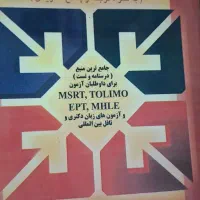 جامع ترین منبع
( درسنامه و تست )
برای داوطلبان آزمون
MSRT, TOLIMO
EPT, MHLE
و آزمون های زبان دکتری و
تافل بین المللی